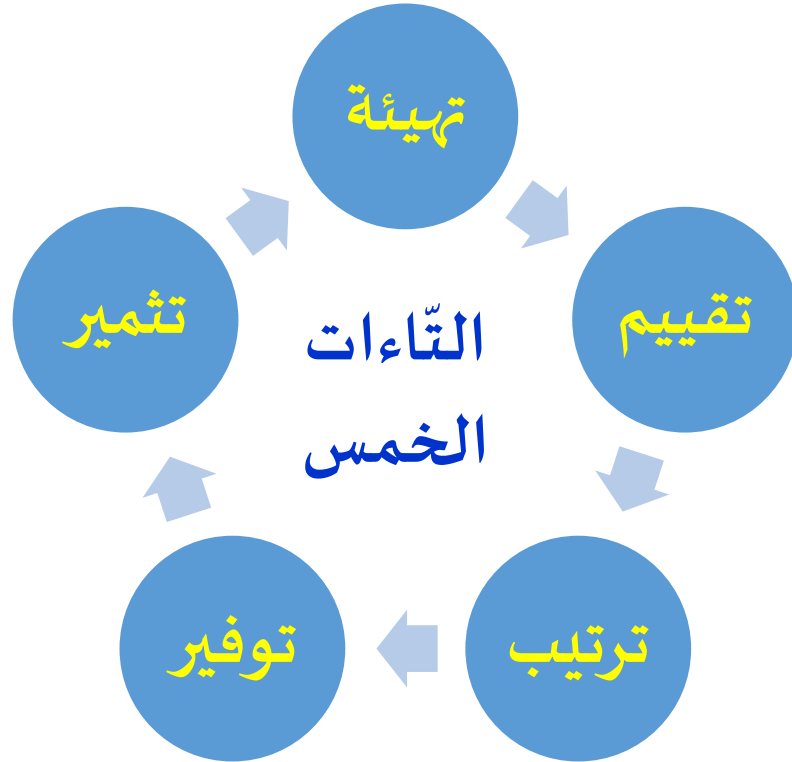 تهيئة
تقييم
ترتيب
توفير
تثمير
التّاءات
الخمس